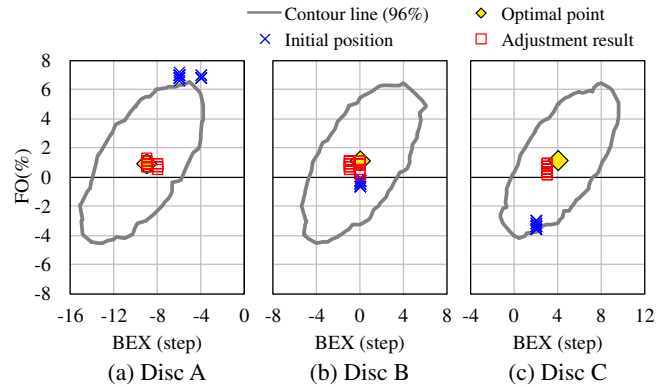 Contour line (96%) Optimal point
Initial position Adjustment result
8
6
4
2
0
-2
-4
-6
8
FO(%)
-16 -12 -8 -4 0
-8 -4 0 4 8
-4 0 4 8 12
BEX (step) BEX (step) BEX (step)
(a) Disc A (b) Disc B (c) Disc C